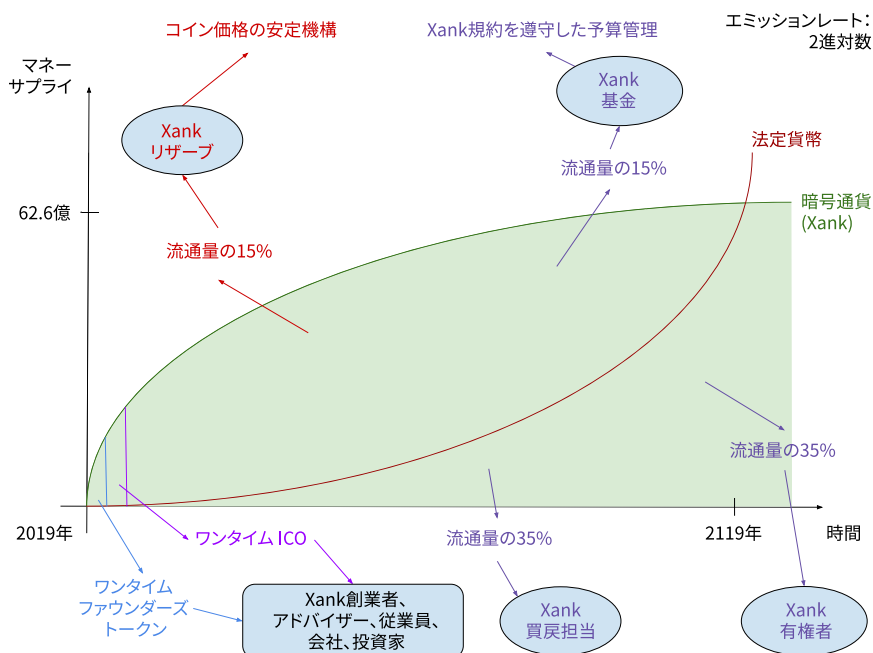 コイン価格の安定機構
Xank規約を遵守した予算管理
エミッションレート：
2進対数
マネー
サプライ
Xank
リザーブ
Xank
基金
法定貨幣
流通量の15%
暗号通貨
(Xank)
62.6億
流通量の15%
流通量の35%
2019年
ワンタイム ICO
流通量の35%
2119年
時間
ワンタイム
ファウンダーズ
トークン
Xank創業者、
アドバイザー、従業員、
会社、投資家
Xank
買戻担当
Xank
有権者